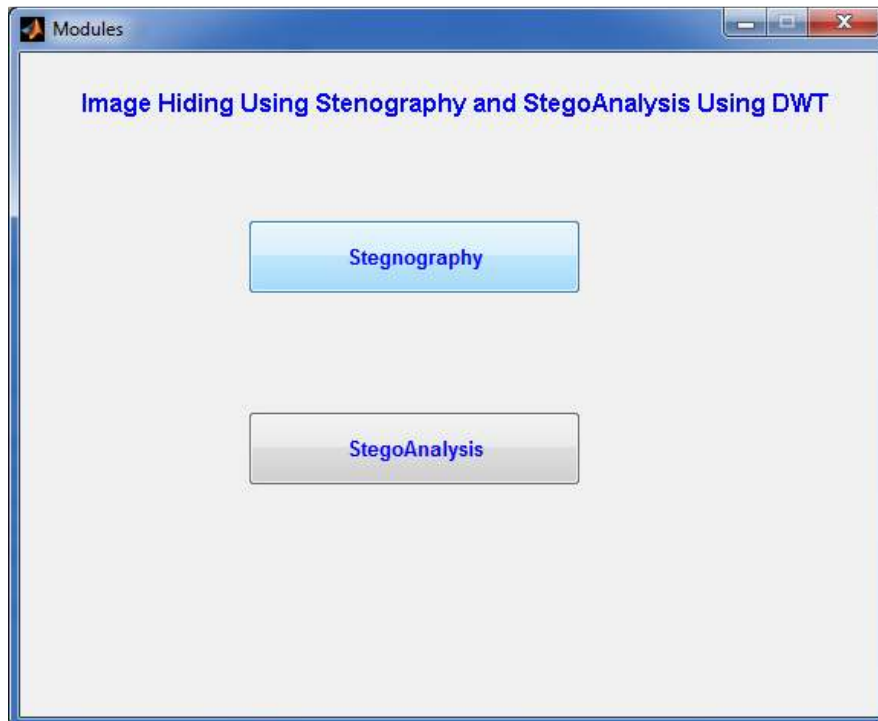 Modules
Image Hiding Using Stenography and StegoAnalysis Using DWT
Stegnography
StegoAnalysis